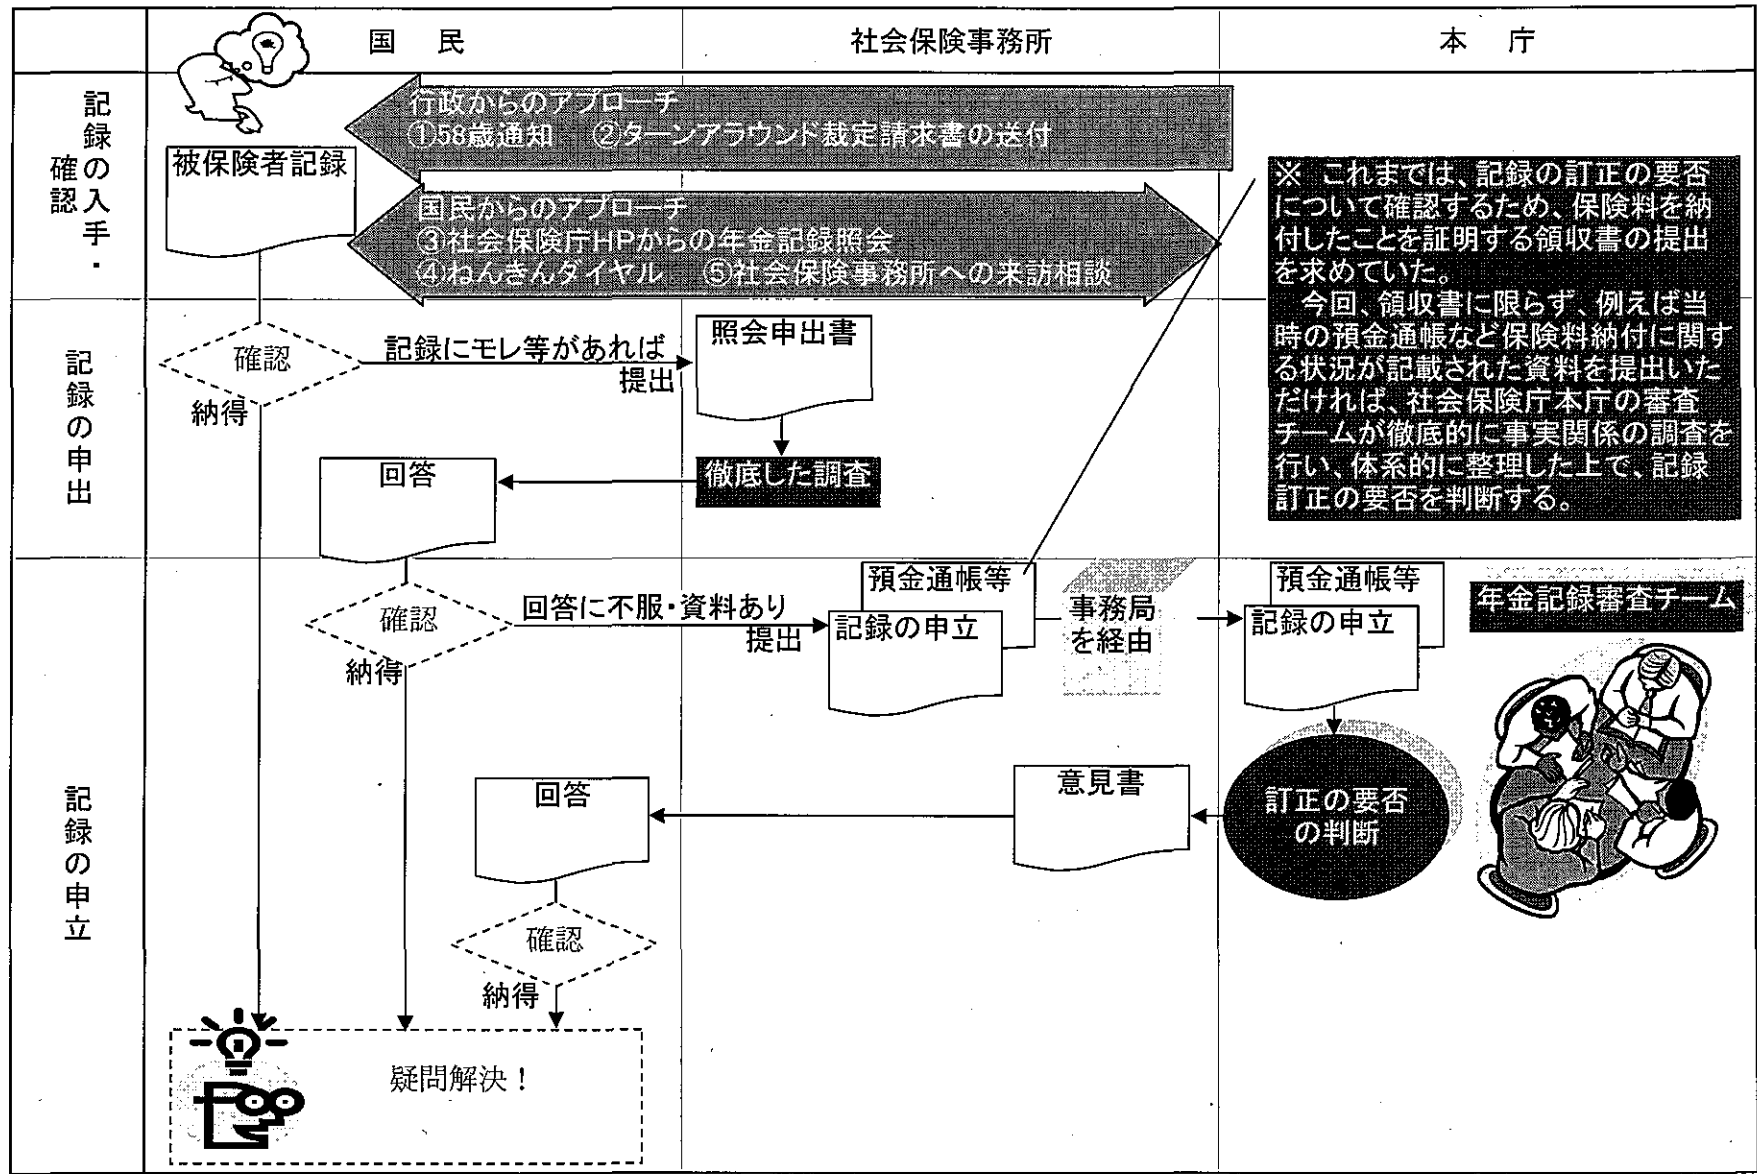 国 民
社会保険事務所
本 庁
記録の入手・
確認
行政からのアプローチ
①58歳通知 ②ターンアラウンド裁定請求書の送付
被保険者記録
国民からのアプローチ
③社会保険庁HPからの年金記録照会
④ねんきんダイヤル ⑤社会保険事務所への来訪相談
※ これまでは、記録の訂正の要否
について確認するため、保険料を納
付したことを証明する領収書の提出
を求めていた。
今回、領収書に限らず、例えば当
時の預金通帳など保険料納付に関す
る状況が記載された資料を提出いた
だければ、社会保険庁本庁の審査
チームが徹底的に事実関係の調査を
行い、体系的に整理した上で、記録
訂正の要否を判断する。
記録の申出
確認
記録にモレ等があれば
提出
照会申出書
納得
徹底した調査
回答
記録の申立
確認
回答に不服・資料あり
提出
納得
預金通帳等
記録の申立
事務局
を経由
預金通帳等
記録の申立
年金記録審査チーム
訂正の要否
の判断
意見書
回答
確認
納得
疑問解決！